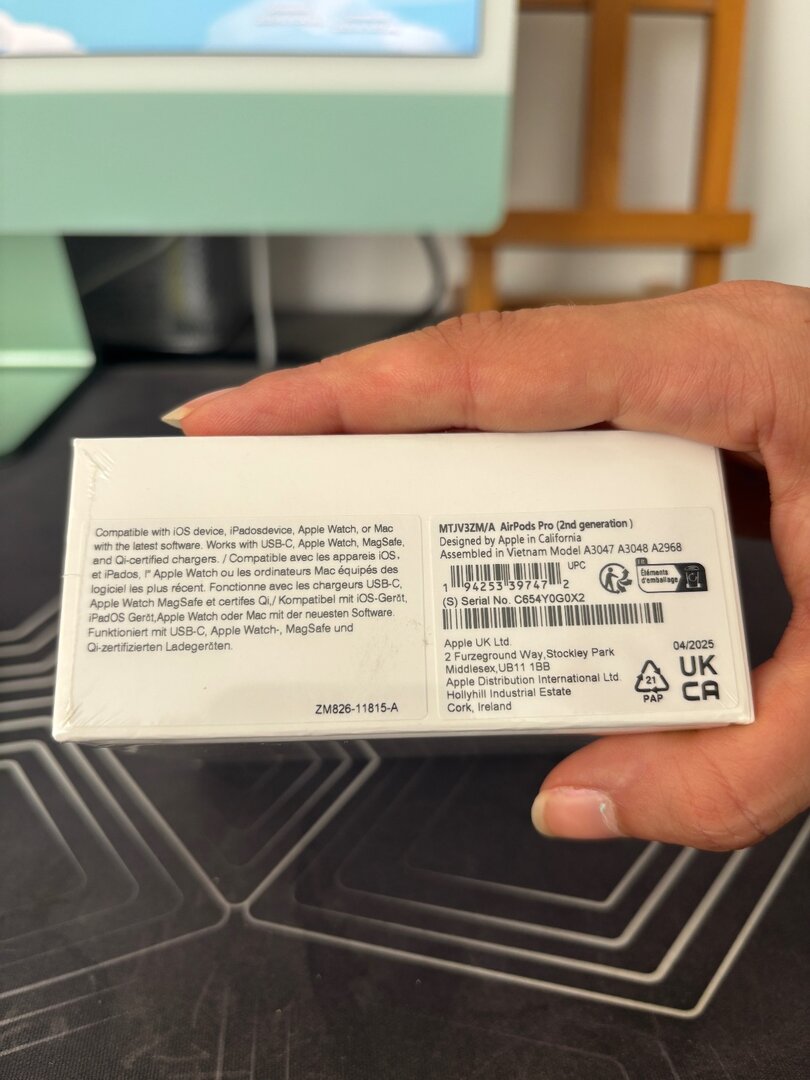 Compatible with iOS device, iPadosdevice, Apple Watch, or Mac
with the latest software. Works with USB-C, Apple Watch, MagSafe,
and Qi-certified chargers. / Compatible avec les appareils iOS,
et iPados, l" Apple Watch ou les ordinateurs Mac équipés des
logiciel les plus récent. Fonctionne avec les chargeurs USB-C,
Apple Watch MagSafe et certifes Qi,/ Kompatibel mit iOS-Gerät,
iPadOS Gerät,Apple Watch oder Mac mit der neuesten Software.
Funktioniert mit USB-C, Apple Watch-, MagSafe und
Qi-zertifizierten Ladegeräten.
ZM826-11815-A
MTJV3ZM/A AirPods Pro (2nd generation )
Designed by Apple in California
Assembled in Vietnam Model A3047 A3048 A2968
UPC
1 94253 39747 2
FR
Éléments
d'emballage
(S) Serial No. C654Y0G0X2
Apple UK Ltd.
2 Furzeground Way,Stockley Park
Middlesex,UB11 1BB
Apple Distribution International Ltd
Hollyhill Industrial Estate
Cork, Ireland
21
PAP
04/2025
UK
CA